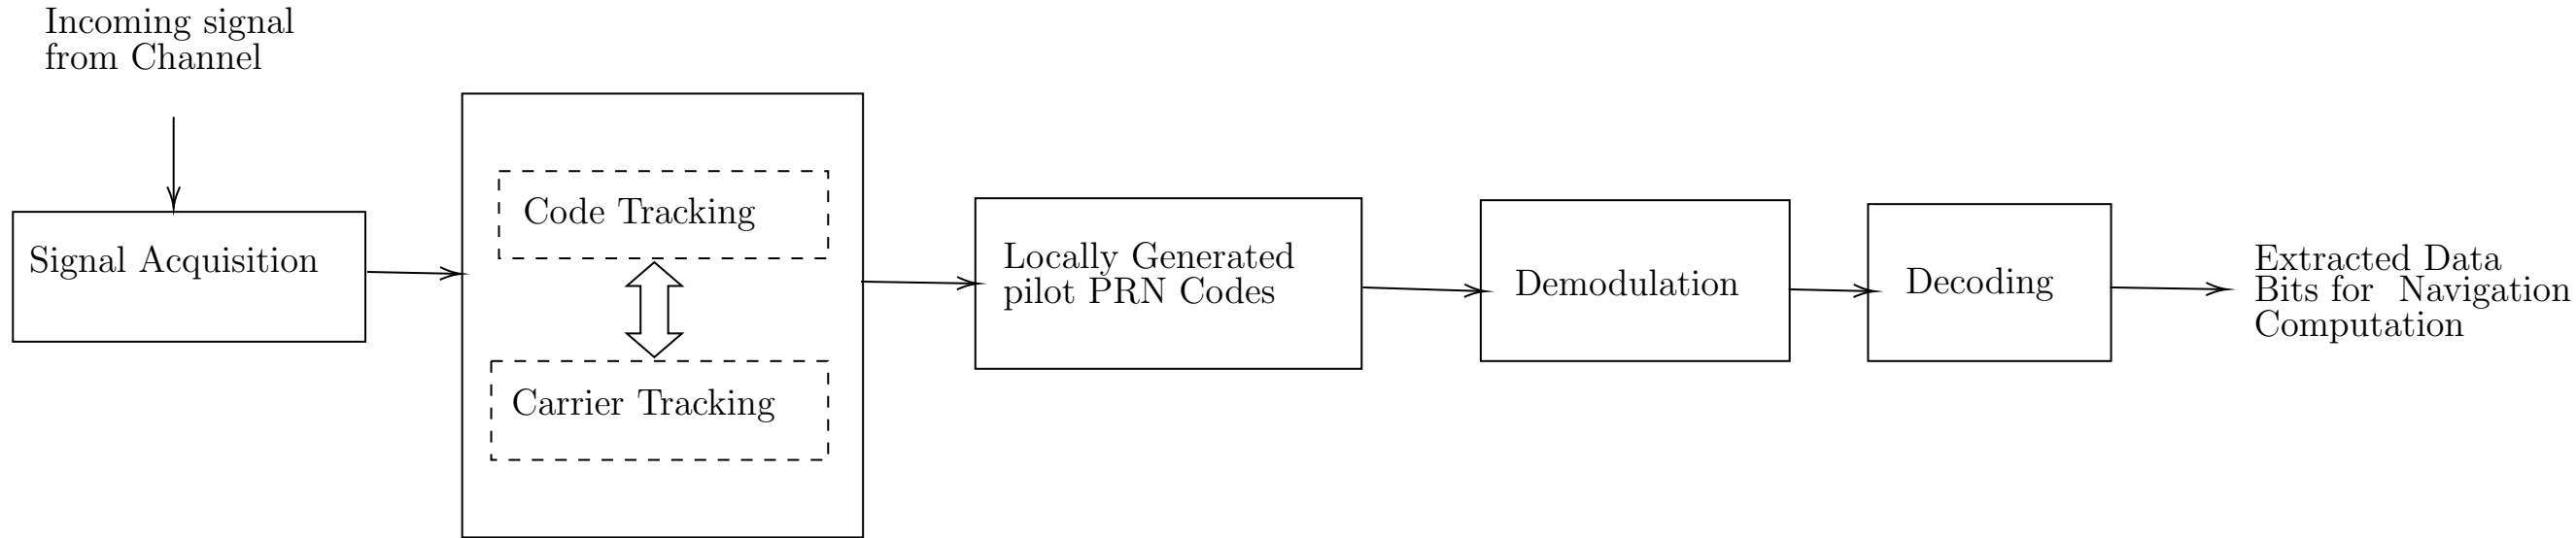 Incoming signal
from Channel
Signal Acquisition
Code Tracking
Carrier Tracking
Locally Generated
pilot PRN Codes
Demodulation
Decoding
Extracted Data
Bits for Navigation
Computation